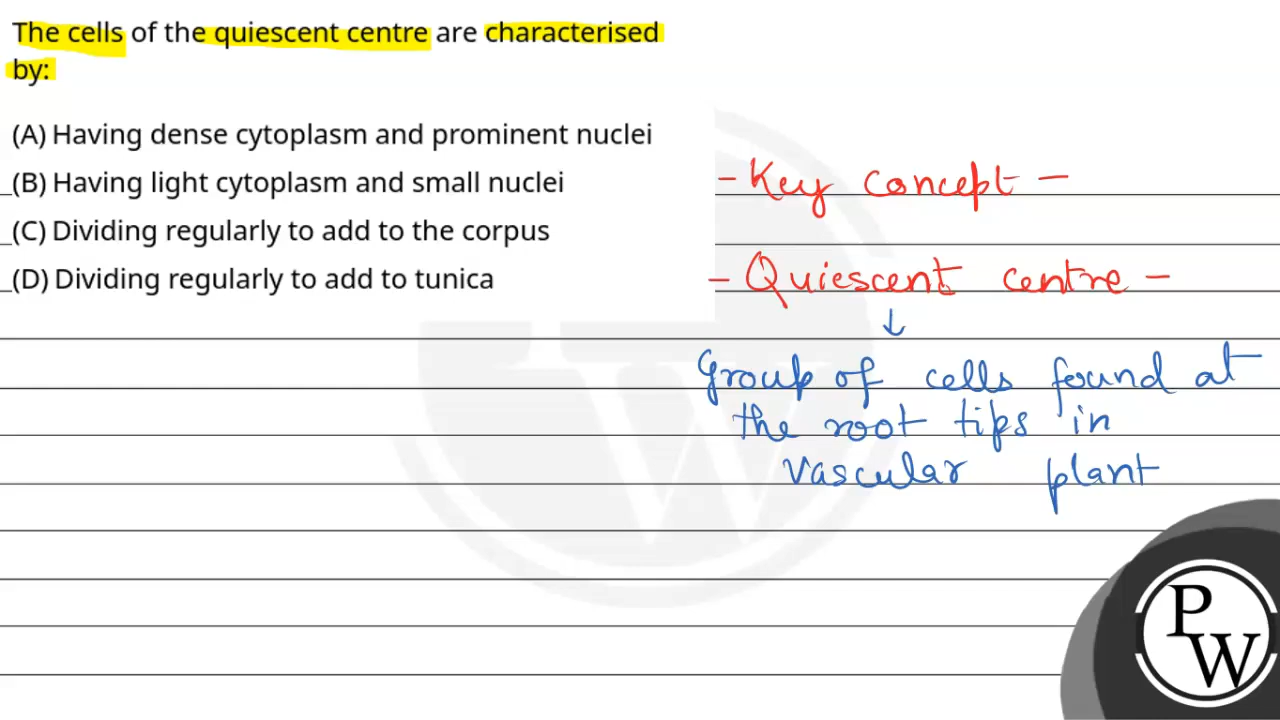 The cells of the quiescent centre are characterised
by:
(A) Having dense cytoplasm and prominent nuclei
(B) Having light cytoplasm and small nuclei
(C) Dividing regularly to add to the corpus
(D) Dividing regularly to add to tunica
- Key concept -
- Quiescent centre -
↓
Group of cells found at
the root tips in
vascular plant
PW